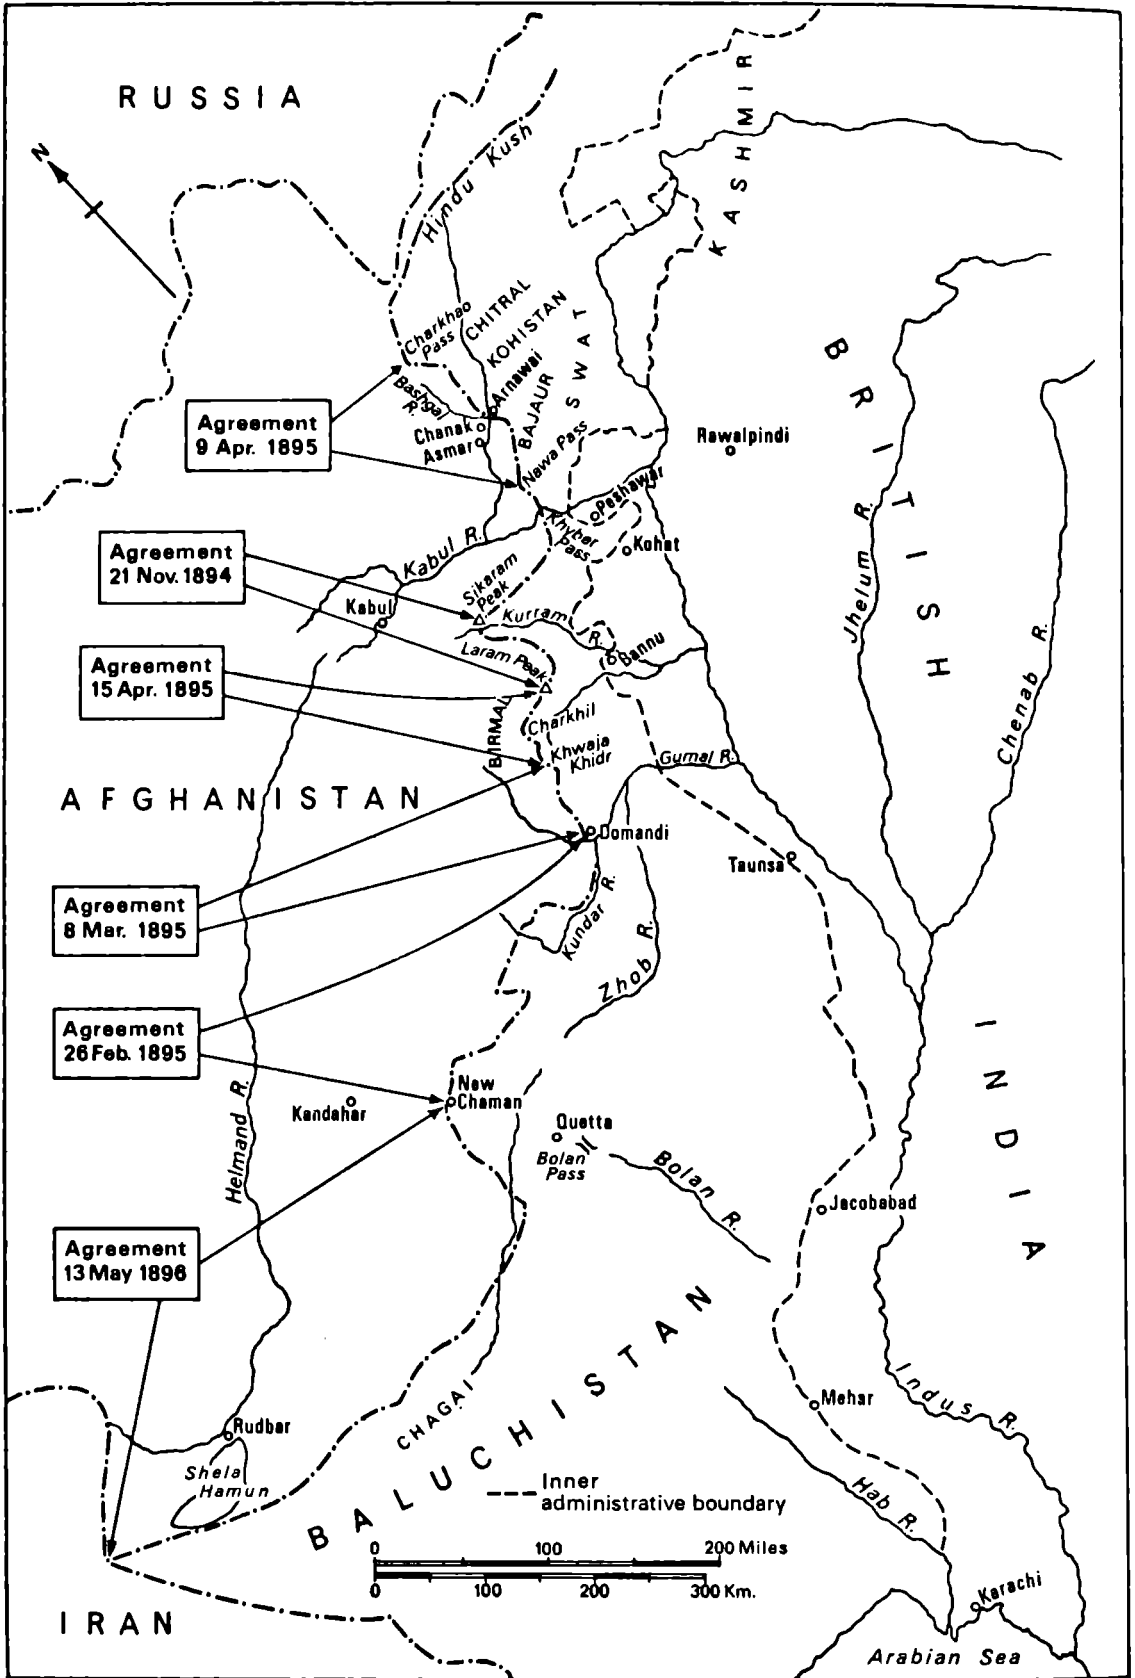 RUSSIA
N
Hindu Kush
KASHMIR
Charkhao
Pass
CHITRAL
KOHISTAN
SWAT
Bashgal
R.
Arnawai
BAJAUR
Chanak
Asmar
Nawa Pass
Agreement
9 Apr. 1895
Rawalpindi
BRITISH
Peshawar
Khyber
Pass
Kohat
Kabul R.
Agreement
21 Nov. 1894
Sikaram
Peak
Kabul
Kurram
R.
Bannu
Jhelum R.
Chenab R.
Laram Peak
Agreement
15 Apr. 1895
BIRMAL
Charkhil
Khwaja
Khidr
Gumal R.
AFGHANISTAN
Domandi
Taunsa
Agreement
8 Mar. 1895
Kundar R.
Zhob R.
Agreement
26 Feb. 1895
INDIA
New
Chaman
Kandahar
Quetta
Bolan
Pass
Bolan R.
Helmand R.
Jacobabad
Agreement
13 May 1896
BALUCHISTAN
CHAGAI
Mehar
Indus R.
Rudbar
Shela
Hamun
Inner
administrative boundary
Hab R.
0 100 200 Miles
0 100 200 300 Km.
IRAN
Karachi
Arabian Sea